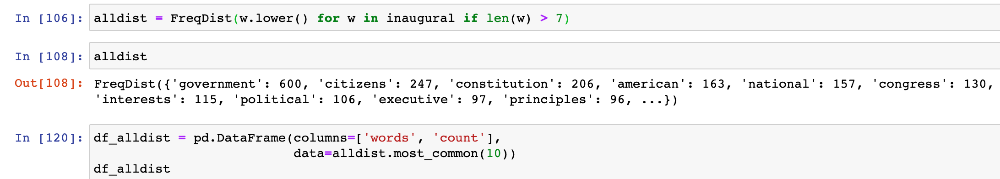 In [106]: alldist = FreqDist(w.lower() for w in inaugural if len(w) > 7)
In [108]: alldist
Out[108]: FreqDist({'government': 600, 'citizens': 247, 'constitution': 206, 'american': 163, 'national': 157, 'congress': 130,
'interests': 115, 'political': 106, 'executive': 97, 'principles': 96, ...})
In [120]: df_alldist = pd.DataFrame(columns=['words', 'count'],
data=alldist.most_common(10))
df_alldist